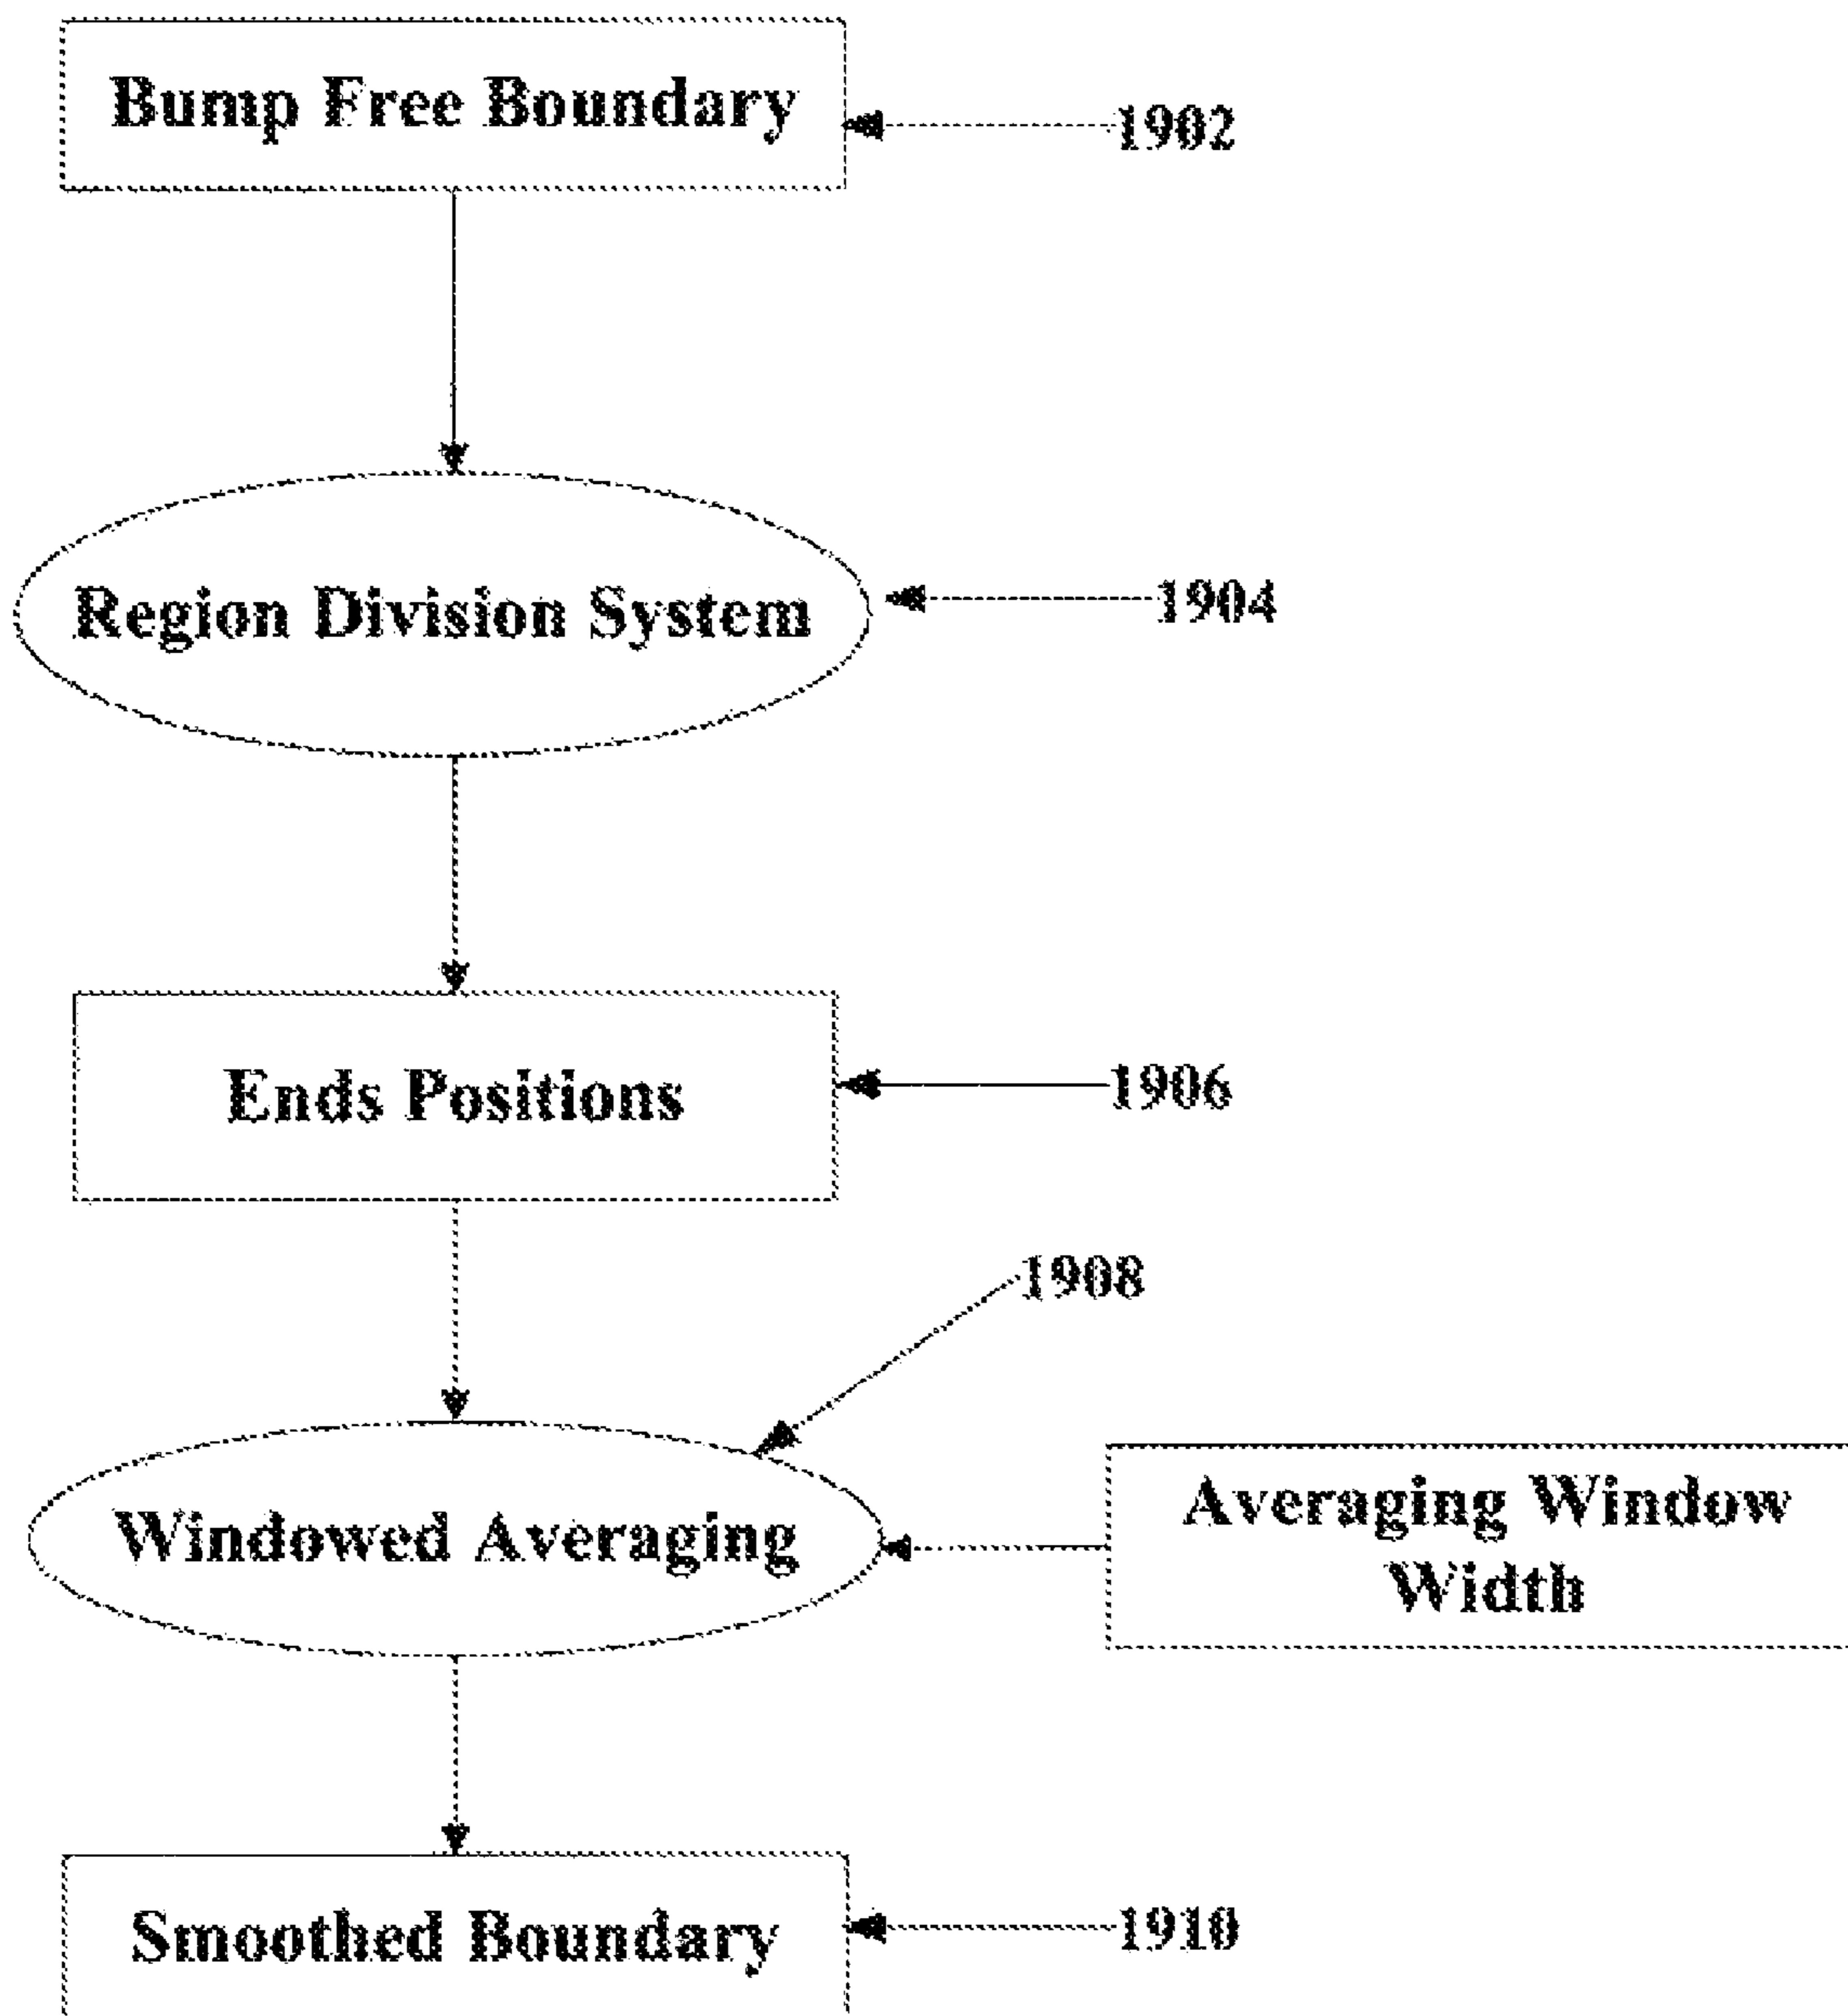 Bump Free Boundary
1902
Region Division System
1904
Ends Positions
1906
1908
Windowed Averaging
Averaging Window
Width
Smoothed Boundary
1910